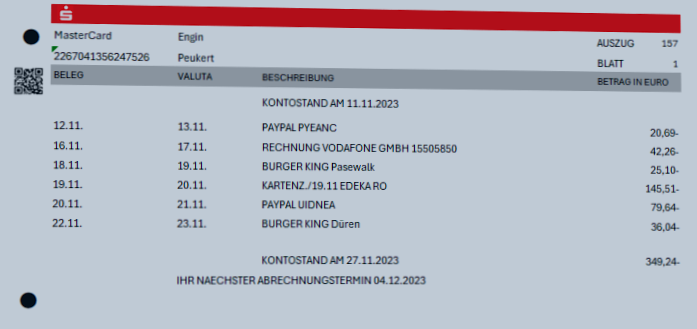 MasterCard Engin AUSZUG 157
2267041356247526 Peukert BLATT 1
BELEG VALUTA BESCHREIBUNG BETRAG IN EURO
KONTOSTAND AM 11.11.2023
12.11. 13.11. PAYPAL PYEANC 20,69-
16.11. 17.11. RECHNUNG VODAFONE GMBH 15505850 42,26-
18.11. 19.11. BURGER KING Pasewalk 25,10-
19.11. 20.11. KARTENZ./19.11 EDEKA RO 145,51-
20.11. 21.11. PAYPAL UIDNEA 79,64-
22.11. 23.11. BURGER KING Düren 36,04-
KONTOSTAND AM 27.11.2023 349,24-
IHR NAECHSTER ABRECHNUNGSTERMIN 04.12.2023